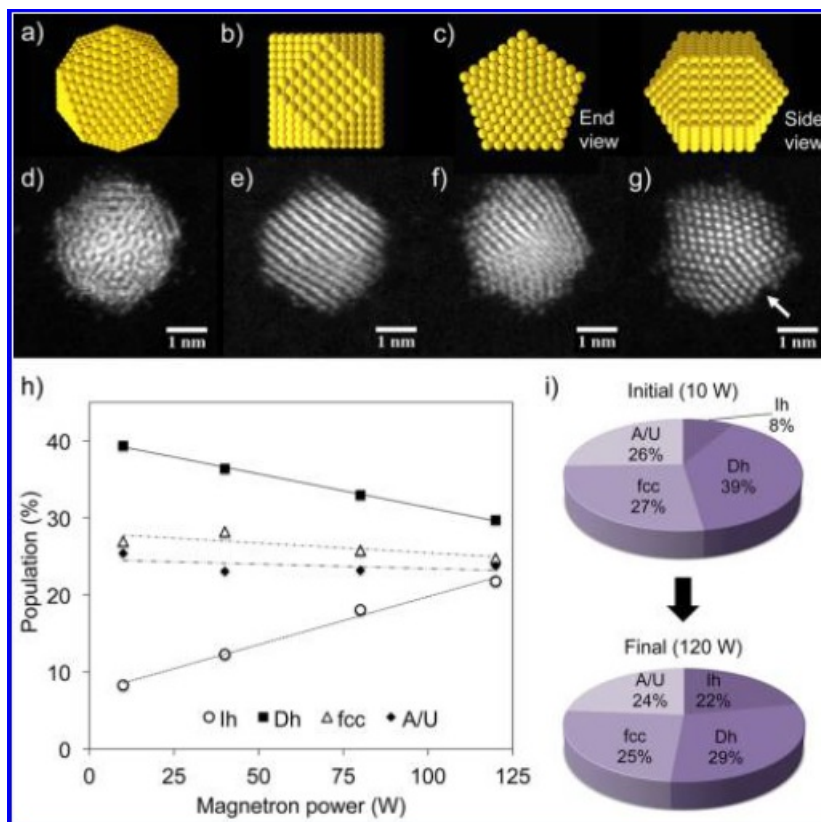 a)
b)
c)
End
view
Side
view
d)
e)
f)
g)
1 nm
1 nm
1 nm
1 nm
h)
40
30
20
10
0
Population (%)
Ih Dh fcc A/U
0 25 50 75 100 125
Magnetron power (W)
i)
Initial (10 W)
Ih
8%
A/U
26%
Dh
39%
fcc
27%
Final (120 W)
A/U
24%
Ih
22%
fcc
25%
Dh
29%